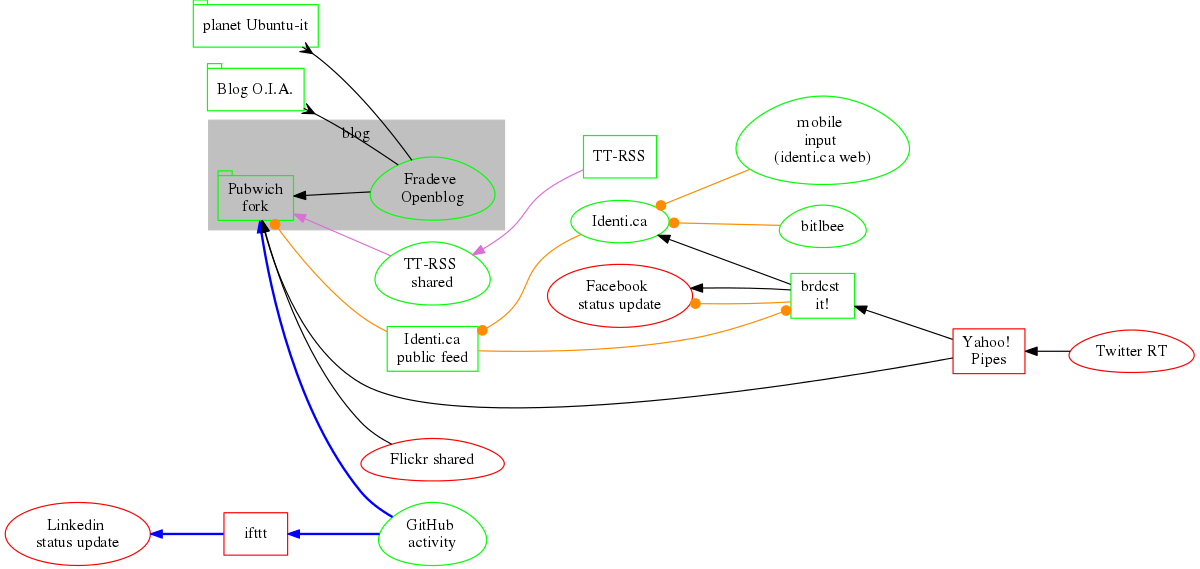 planet Ubuntu-it
Blog O.I.A.
blog
Pubwich
fork
Fradeve
Openblog
TT-RSS
mobile
input
(identi.ca web)
Identi.ca
bitlbee
TT-RSS
shared
Facebook
status update
brdcst
it!
Identi.ca
public feed
Yahoo!
Pipes
Twitter RT
Flickr shared
Linkedin
status update
ifttt
GitHub
activity